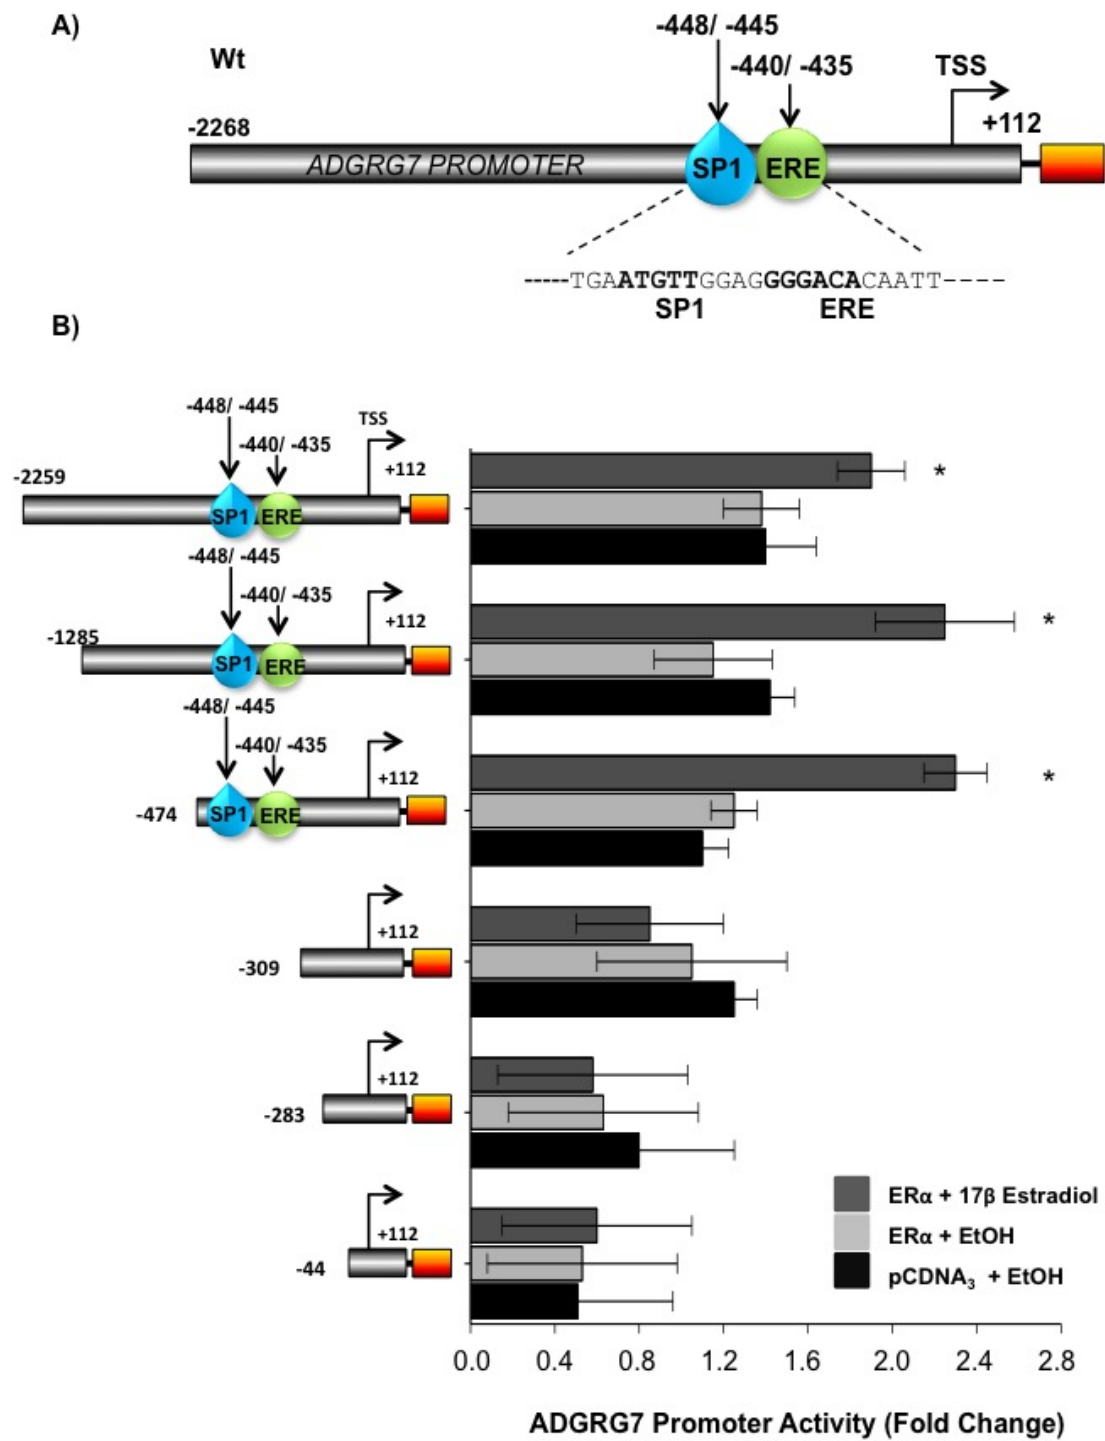 A)
Wt
-448/ -445
-440/ -435
TSS
-2268
+112
ADGRG7 PROMOTER
SP1
ERE
-----TGAATGTTGGAGGGGACACAATT----
SP1 ERE
B)
-448/ -445
TSS
-440/ -435
+112
-2259
SP1 ERE
-448/ -445
-440/ -435
+112
-1285
SP1 ERE
-448/ -445
-440/ -435
+112
-474
SP1 ERE
+112
-309
+112
-283
+112
-44
*
*
*
ERα + 17β Estradiol
ERα + EtOH
pCDNA3 + EtOH
0.0 0.4 0.8 1.2 1.6 2.0 2.4 2.8
ADGRG7 Promoter Activity (Fold Change)